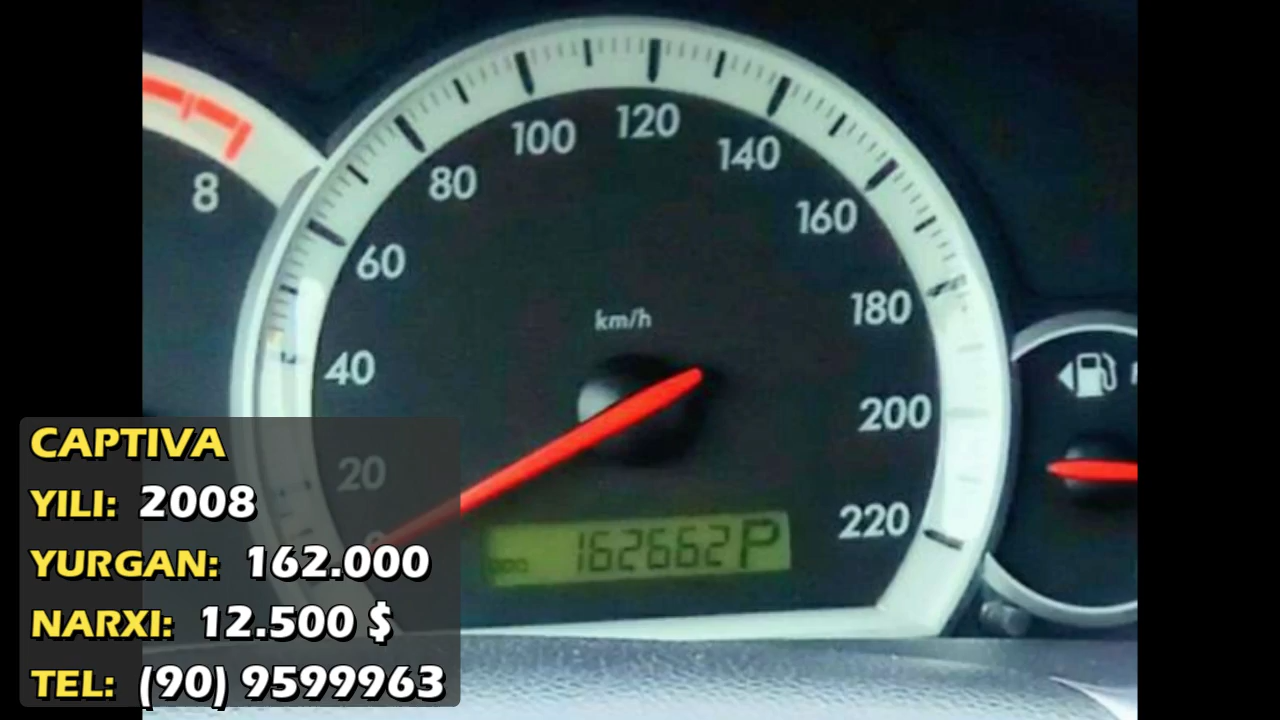 8
0
20
40
60
80
100
120
140
160
180
200
220
km/h
162662 P
CAPTIVA
YILI: 2008
YURGAN: 162.000
NARXI: 12.500 $
TEL: (90) 9599963